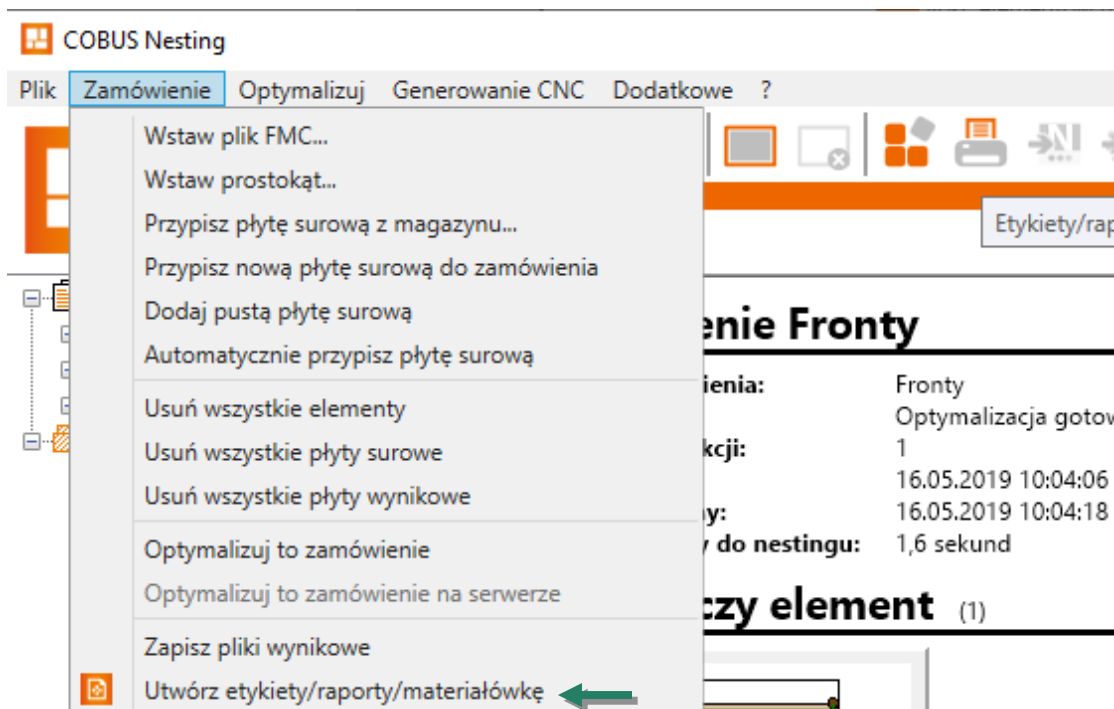 COBUS Nesting
Plik Zamówienie Optymalizuj Generowanie CNC Dodatkowe ?
Wstaw plik FMC...
Wstaw prostokąt...
Przypisz płytę surową z magazynu...
Przypisz nową płytę surową do zamówienia
Dodaj pustą płytę surową
Automatycznie przypisz płytę surową
Usuń wszystkie elementy
Usuń wszystkie płyty surowe
Usuń wszystkie płyty wynikowe
Optymalizuj to zamówienie
Optymalizuj to zamówienie na serwerze
Zapisz pliki wynikowe
Utwórz etykiety/raporty/materiałówkę
Etykiety/rap
enie Fronty
ienia: Fronty
Optymalizacja gotow
kcji: 1
16.05.2019 10:04:06
y: 16.05.2019 10:04:18
y do nestingu: 1,6 sekund
czy element (1)